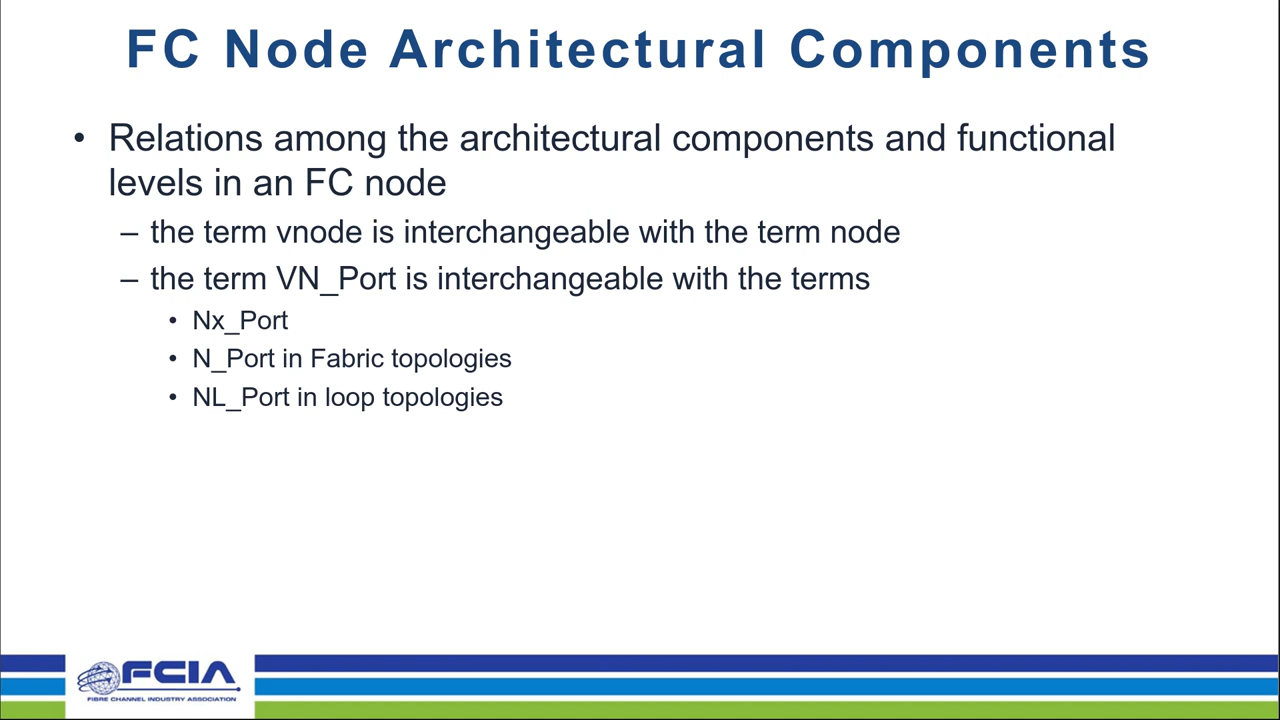 FC Node Architectural Components
• Relations among the architectural components and functional
levels in an FC node
– the term vnode is interchangeable with the term node
– the term VN_Port is interchangeable with the terms
• Nx_Port
• N_Port in Fabric topologies
• NL_Port in loop topologies
FCIA
FIBRE CHANNEL INDUSTRY ASSOCIATION